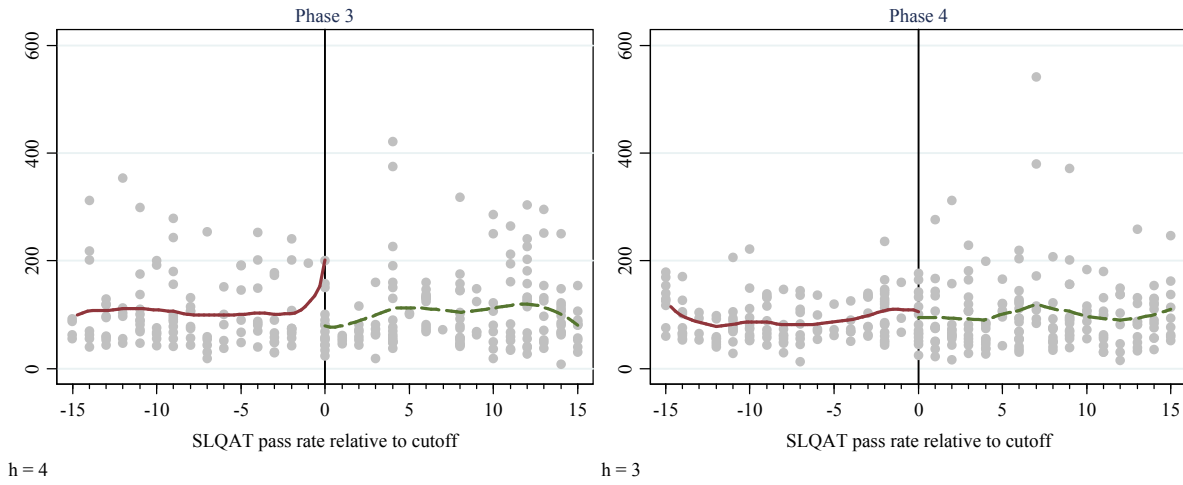 Phase 3
600
400
200
0
-15 -10 -5 0 5 10 15
SLQAT pass rate relative to cutoff
h = 4
Phase 4
600
400
200
0
-15 -10 -5 0 5 10 15
SLQAT pass rate relative to cutoff
h = 3